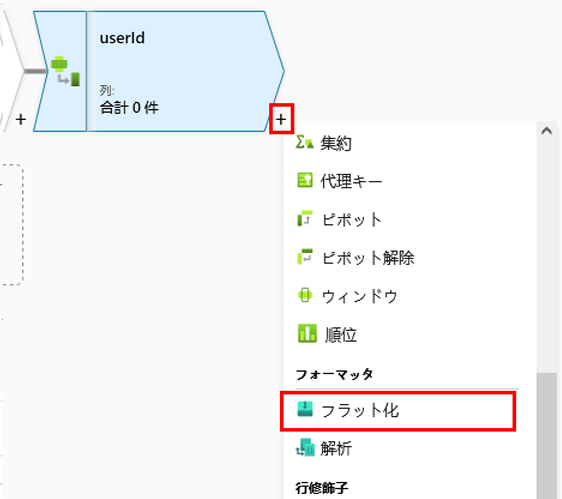 userId
列:
合計 0 件
+
+
集約
代理キー
ピボット
ピボット解除
ウィンドウ
順位
フォーマッタ
フラット化
解析
行修飾子